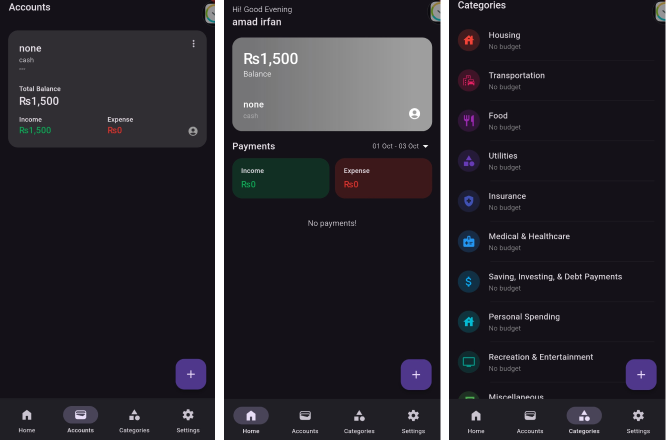 Accounts
none
cash
---
Total Balance
₨1,500
Income Expense
₨1,500 ₨0
Home Accounts Categories Settings
Hi! Good Evening
amad irfan
₨1,500
Balance
none
cash
Payments 01 Oct - 03 Oct
Income Expense
₨0 ₨0
No payments!
+
Home Accounts Categories Settings
Categories
Housing
No budget
Transportation
No budget
Food
No budget
Utilities
No budget
Insurance
No budget
Medical & Healthcare
No budget
Saving, Investing, & Debt Payments
No budget
Personal Spending
No budget
Recreation & Entertainment
No budget
Miscellaneous
Home Accounts Categories Settings